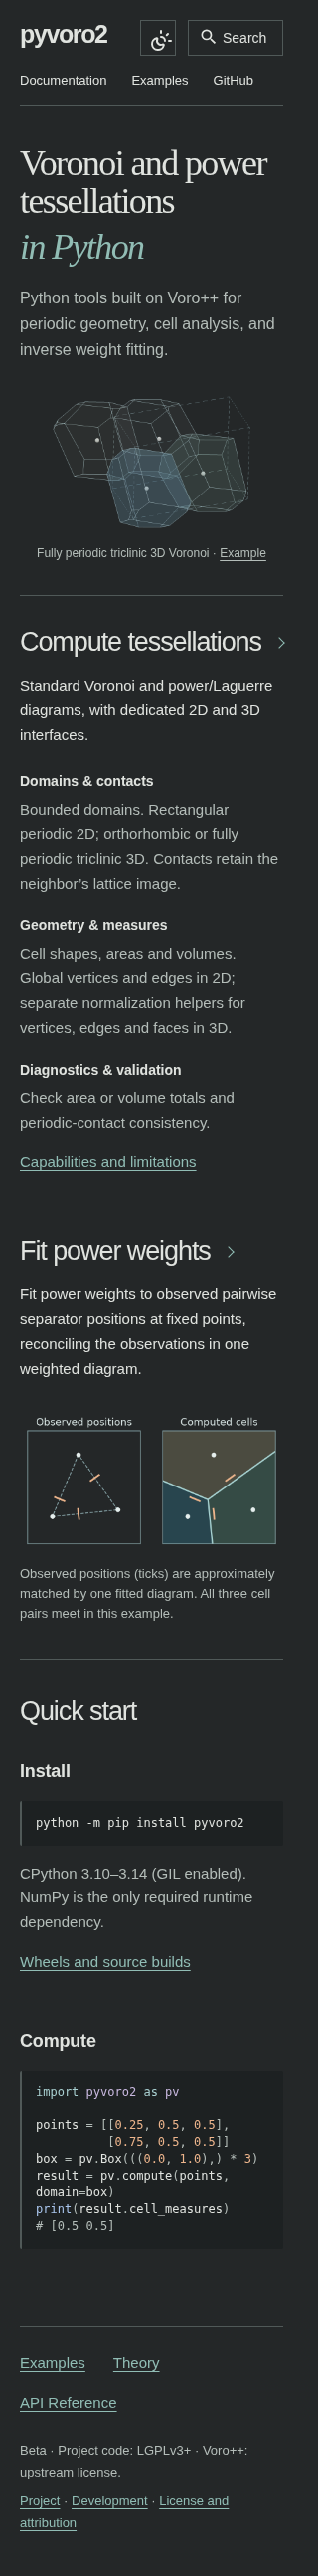 pyvoro2
Search
Documentation Examples GitHub
Voronoi and power
tessellations
in Python
Python tools built on Voro++ for
periodic geometry, cell analysis, and
inverse weight fitting.
Fully periodic triclinic 3D Voronoi · Example
Compute tessellations
Standard Voronoi and power/Laguerre
diagrams, with dedicated 2D and 3D
interfaces.
Domains & contacts
Bounded domains. Rectangular
periodic 2D; orthorhombic or fully
periodic triclinic 3D. Contacts retain the
neighbor’s lattice image.
Geometry & measures
Cell shapes, areas and volumes.
Global vertices and edges in 2D;
separate normalization helpers for
vertices, edges and faces in 3D.
Diagnostics & validation
Check area or volume totals and
periodic-contact consistency.
Capabilities and limitations
Fit power weights
Fit power weights to observed pairwise
separator positions at fixed points,
reconciling the observations in one
weighted diagram.
Observed positions Computed cells
Observed positions (ticks) are approximately
matched by one fitted diagram. All three cell
pairs meet in this example.
Quick start
Install
python -m pip install pyvoro2
CPython 3.10–3.14 (GIL enabled).
NumPy is the only required runtime
dependency.
Wheels and source builds
Compute
import pyvoro2 as pv
points = [[0.25, 0.5, 0.5],
[0.75, 0.5, 0.5]]
box = pv.Box(((0.0, 1.0),) * 3)
result = pv.compute(points,
domain=box)
print(result.cell_measures)
# [0.5 0.5]
Examples Theory
API Reference
Beta · Project code: LGPLv3+ · Voro++:
upstream license.
Project · Development · License and
attribution